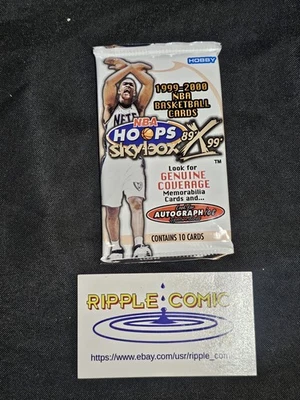 HOBBY
1999-2000
NBA
BASKETBALL
CARDS
NETS
NBA
HOOPS
SkyBOX
89 X 99
TM
Look for
GENUINE
COVERAGE
Memorabilia
Cards and...
AUTOGRAPHICS
CONTAINS 10 CARDS
RIPPLE COMIC
https://www.ebay.com/usr/ripple_com